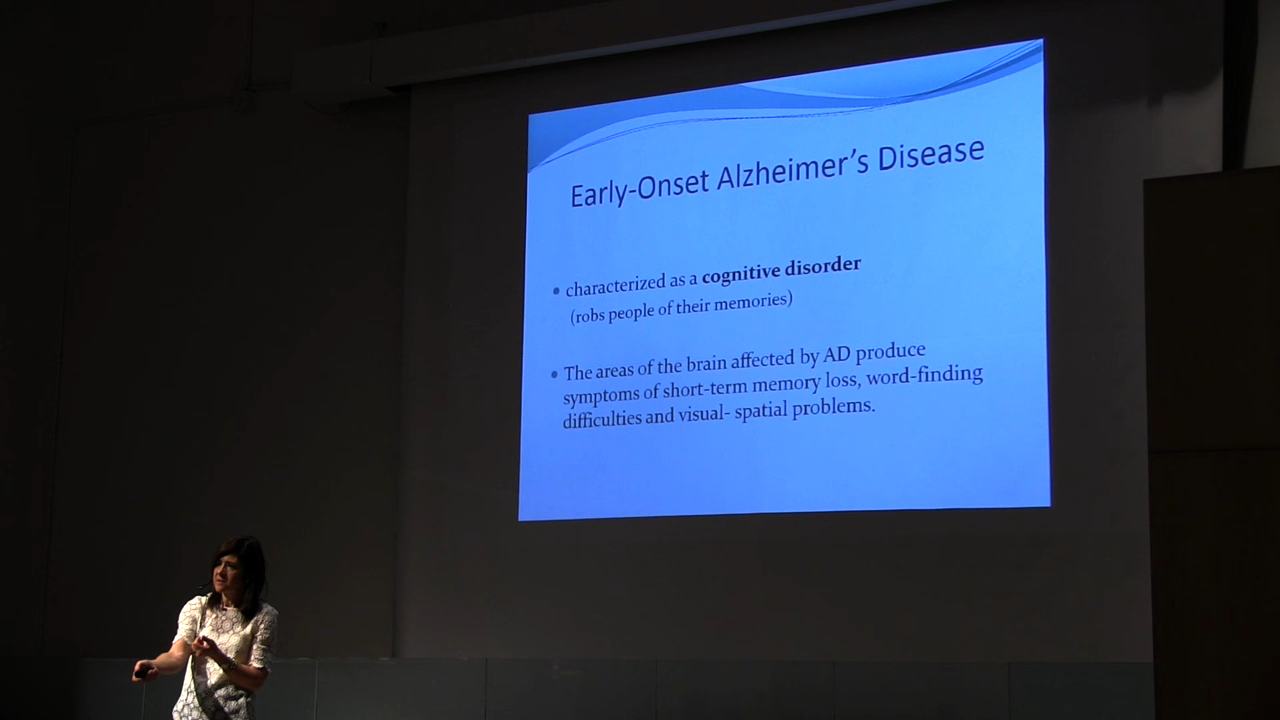 Early-Onset Alzheimer’s Disease
• characterized as a cognitive disorder
(robs people of their memories)
• The areas of the brain affected by AD produce
symptoms of short-term memory loss, word-finding
difficulties and visual- spatial problems.